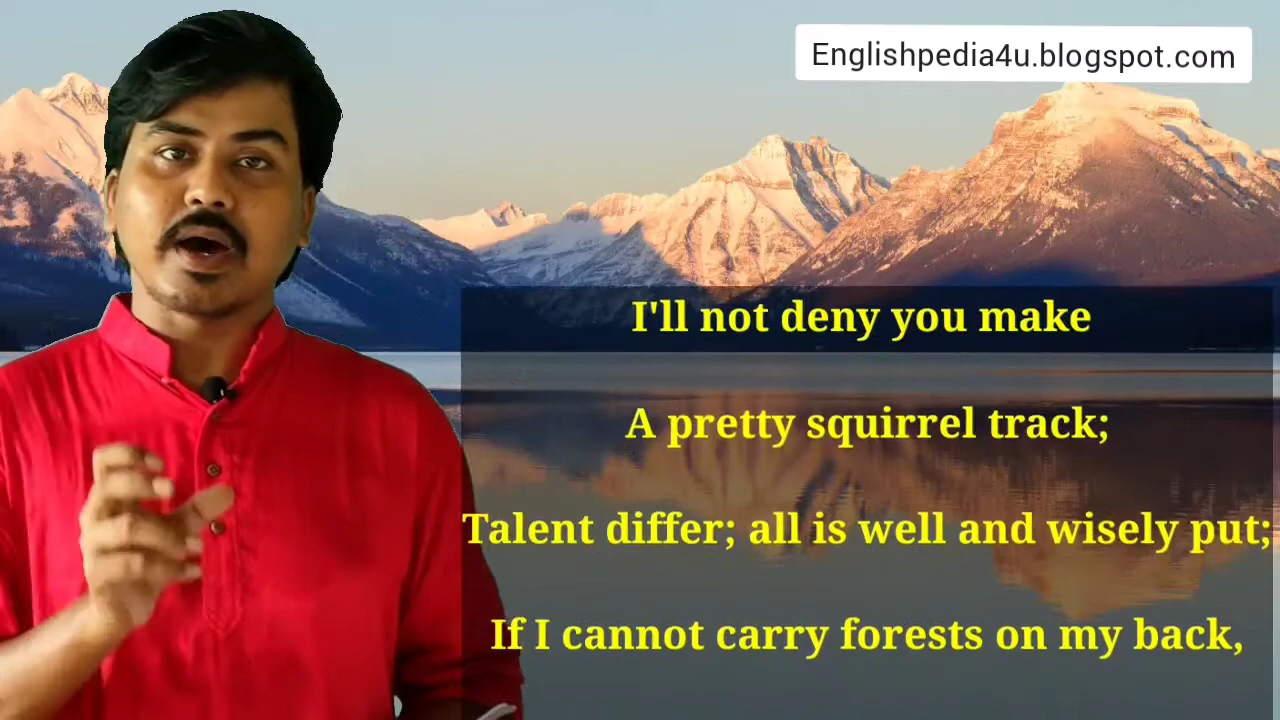 Englishpedia4u.blogspot.com
I'll not deny you make
A pretty squirrel track;
Talent differ; all is well and wisely put;
If I cannot carry forests on my back,